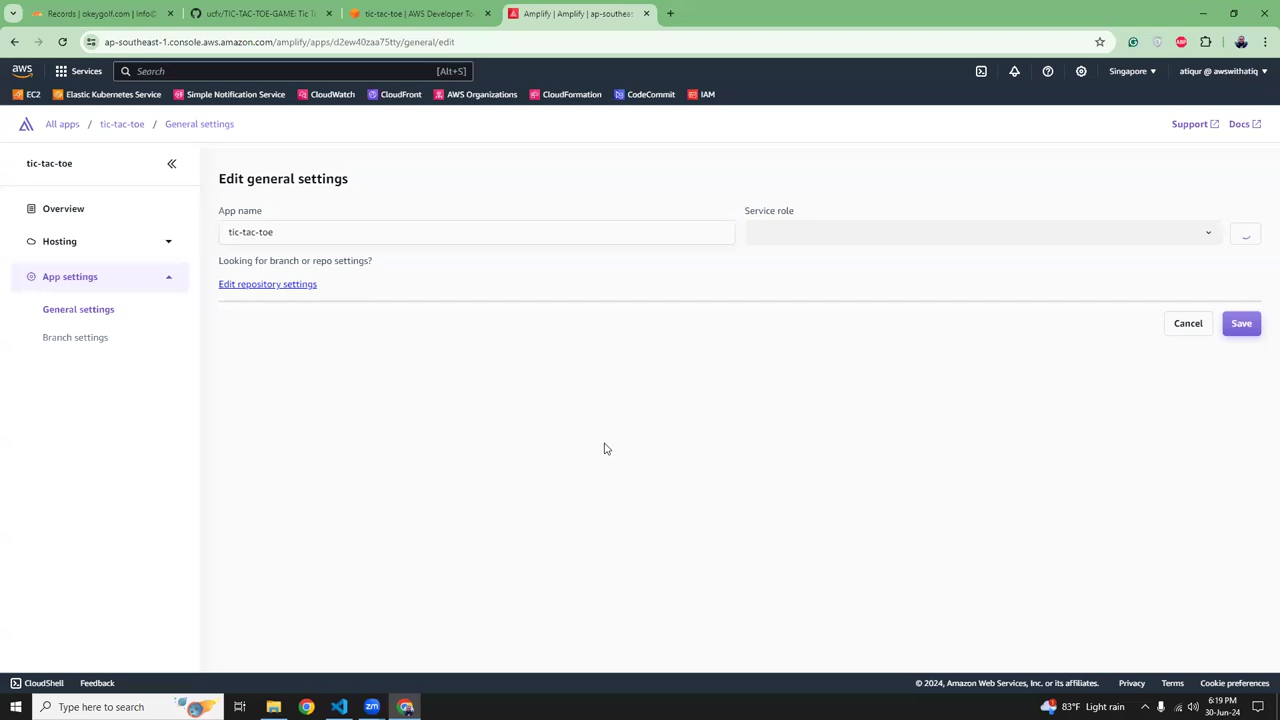 Records | okeygolf.com | Info@
ucfx/TIC-TAC-TOE-GAME: Tic T
tic-tac-toe | AWS Developer To
Amplify | Amplify | ap-southeas
ap-southeast-1.console.aws.amazon.com/amplify/apps/d2ew40zaa75tty/general/edit
aws Services Search [Alt+S] Singapore atiqur @ awswithatiq
EC2 Elastic Kubernetes Service Simple Notification Service CloudWatch CloudFront AWS Organizations CloudFormation CodeCommit IAM
All apps / tic-tac-toe / General settings Support Docs
tic-tac-toe
Overview
Hosting
App settings
General settings
Branch settings
Edit general settings
App name Service role
tic-tac-toe
Looking for branch or repo settings?
Edit repository settings
Cancel Save
CloudShell Feedback © 2024, Amazon Web Services, Inc. or its affiliates. Privacy Terms Cookie preferences
Type here to search 83°F Light rain 6:19 PM
30-Jun-24